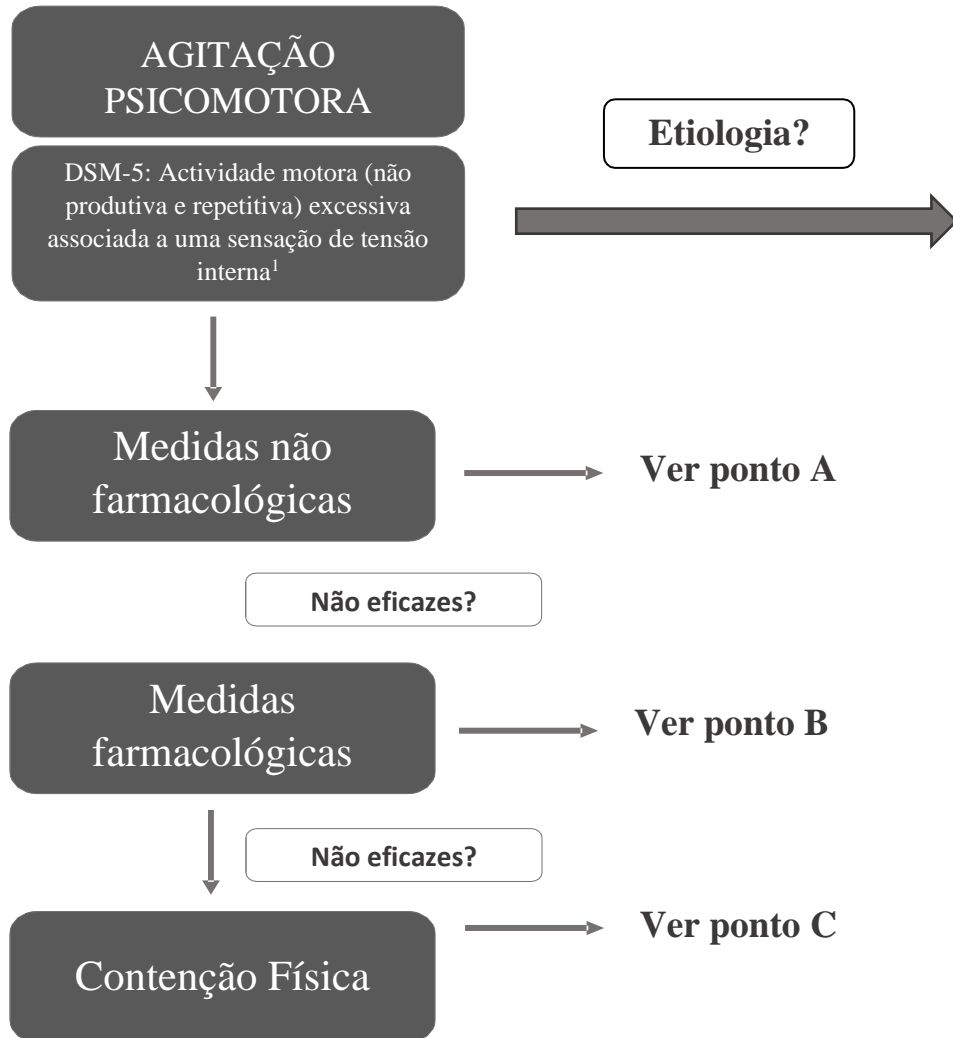 AGITAÇÃO
PSICOMOTORA
Etiologia?
DSM-5: Actividade motora (não
produtiva e repetitiva) excessiva
associada a uma sensação de tensão
interna¹
Medidas não
farmacológicas
Ver ponto A
Não eficazes?
Medidas
farmacológicas
Ver ponto B
Não eficazes?
Ver ponto C
Contenção Física